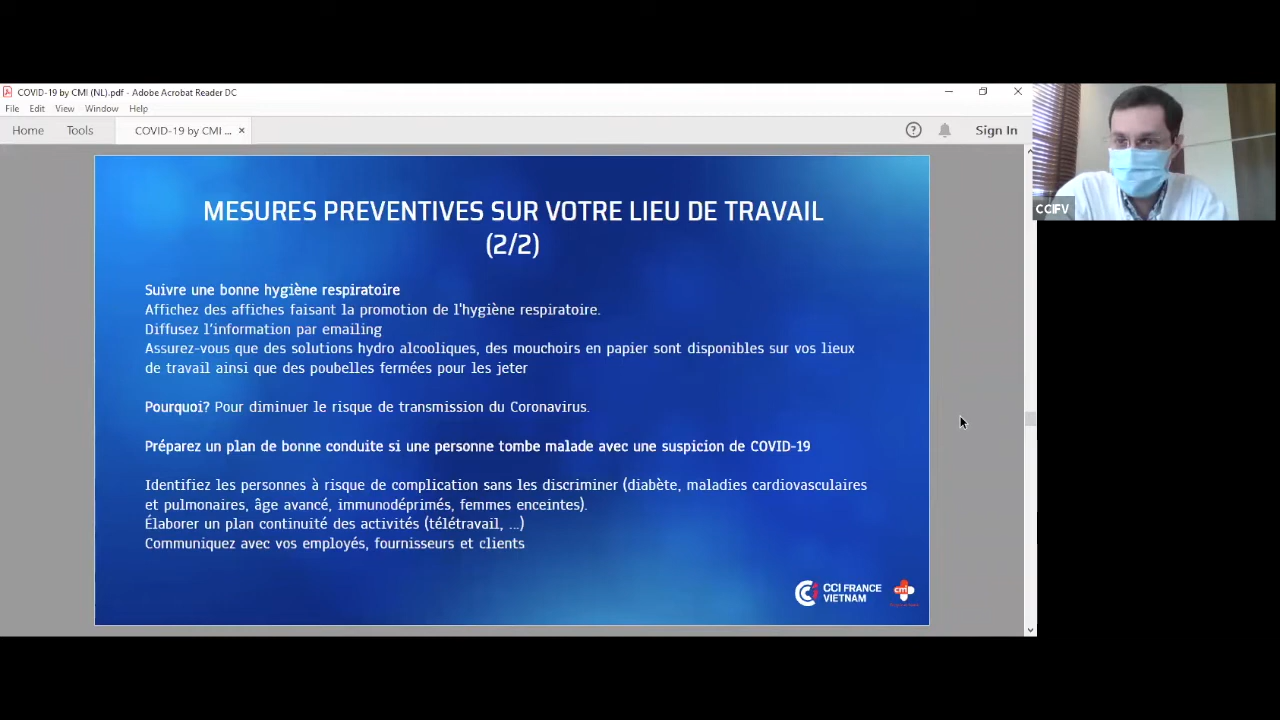 COVID-19 by CMI (NL).pdf - Adobe Acrobat Reader DC
File Edit View Window Help
Home Tools COVID-19 by CMI ... × Sign In
MESURES PREVENTIVES SUR VOTRE LIEU DE TRAVAIL
(2/2)
Suivre une bonne hygiène respiratoire
Affichez des affiches faisant la promotion de l'hygiène respiratoire.
Diffusez l'information par emailing
Assurez-vous que des solutions hydro alcooliques, des mouchoirs en papier sont disponibles sur vos lieux
de travail ainsi que des poubelles fermées pour les jeter
Pourquoi? Pour diminuer le risque de transmission du Coronavirus.
Préparez un plan de bonne conduite si une personne tombe malade avec une suspicion de COVID-19
Identifiez les personnes à risque de complication sans les discriminer (diabète, maladies cardiovasculaires
et pulmonaires, âge avancé, immunodéprimés, femmes enceintes).
Élaborer un plan continuité des activités (télétravail, ...)
Communiquez avec vos employés, fournisseurs et clients
CCI FRANCE
VIETNAM
cmi
CCIFV